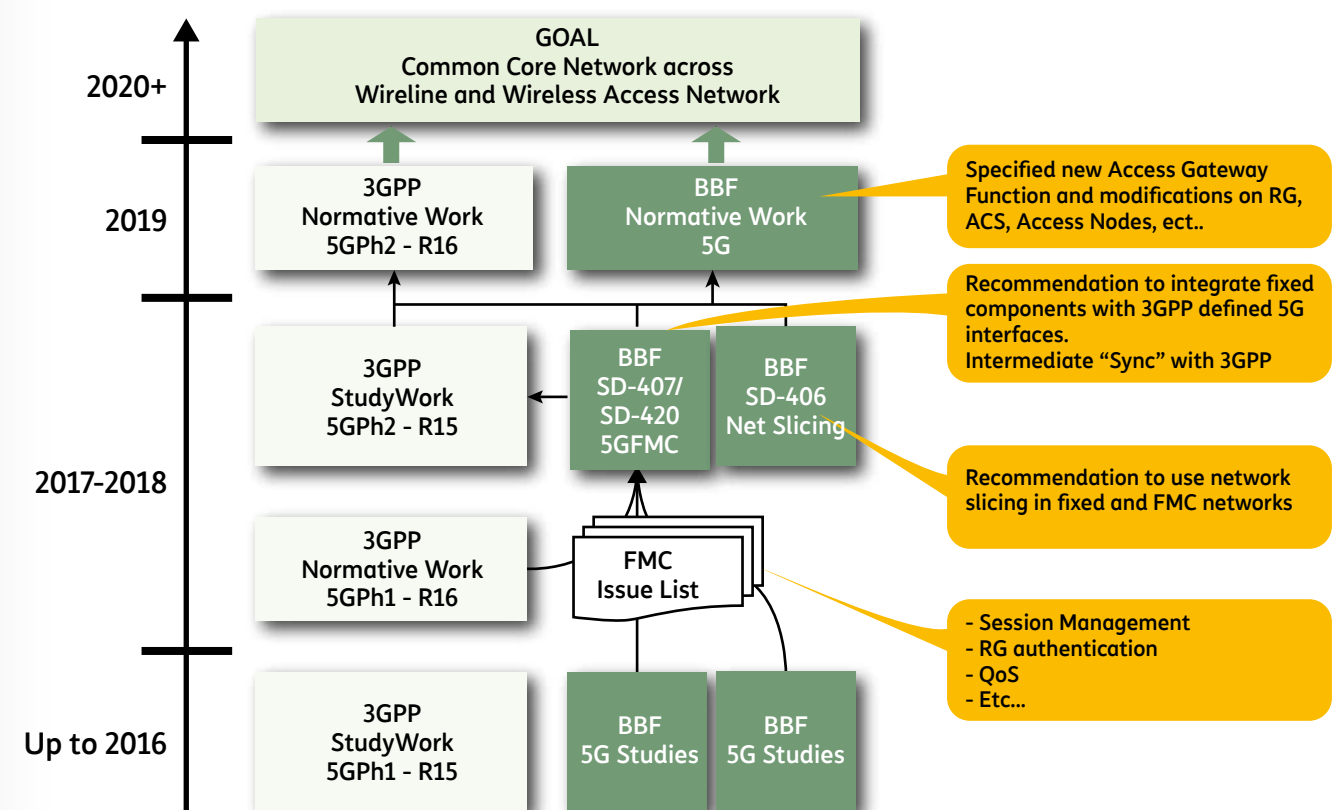 GOAL
Common Core Network across
Wireline and Wireless Access Network
2020+
2019
3GPP
Normative Work
5GPh2 - R16
BBF
Normative Work
5G
Specified new Access Gateway
Function and modifications on RG,
ACS, Access Nodes, ect..
Recommendation to integrate fixed
components with 3GPP defined 5G
interfaces.
Intermediate “Sync” with 3GPP
2017-2018
3GPP
StudyWork
5GPh2 - R15
BBF
SD-407/
SD-420
5GFMC
BBF
SD-406
Net Slicing
Recommendation to use network
slicing in fixed and FMC networks
3GPP
Normative Work
5GPh1 - R16
FMC
Issue List
- Session Management
- RG authentication
- QoS
- Etc...
Up to 2016
3GPP
StudyWork
5GPh1 - R15
BBF
5G Studies
BBF
5G Studies